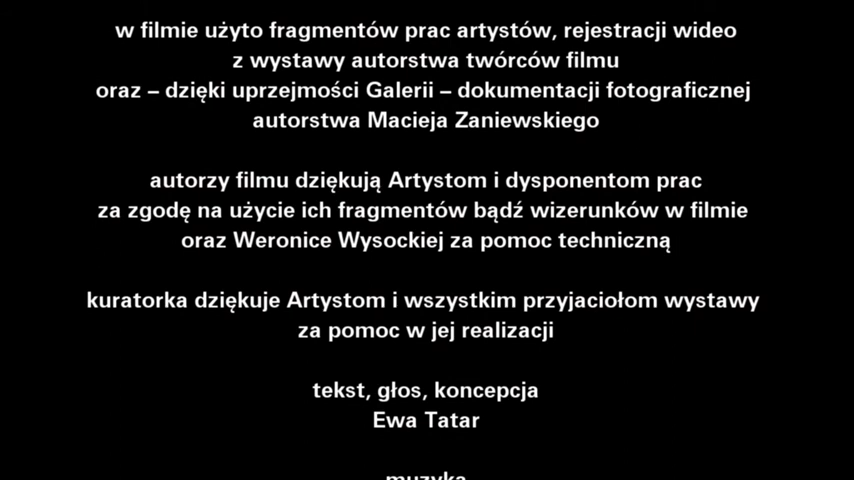 w filmie użyto fragmentów prac artystów, rejestracji wideo
z wystawy autorstwa twórców filmu
oraz – dzięki uprzejmości Galerii – dokumentacji fotograficznej
autorstwa Macieja Zaniewskiego
autorzy filmu dziękują Artystom i dysponentom prac
za zgodę na użycie ich fragmentów bądź wizerunków w filmie
oraz Weronice Wysockiej za pomoc techniczną
kuratorka dziękuje Artystom i wszystkim przyjaciołom wystawy
za pomoc w jej realizacji
tekst, głos, koncepcja
Ewa Tatar
muzyka